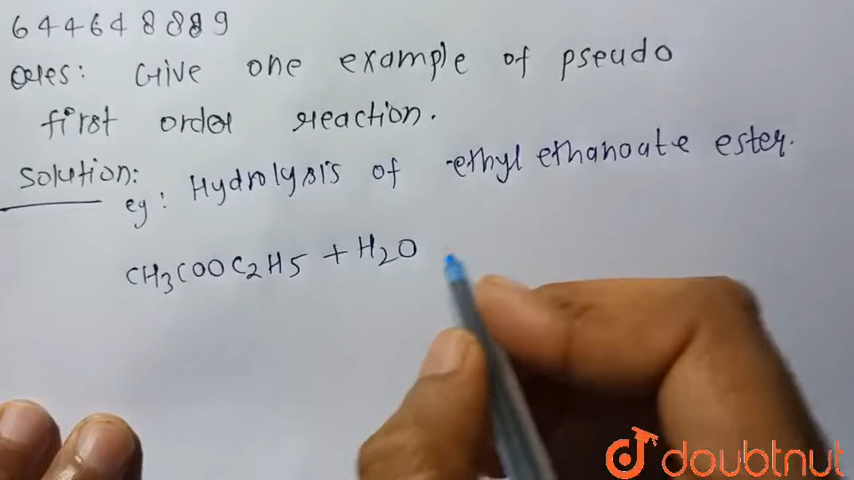 644648889
Ques: Give one example of pseudo
first order reaction.
Solution:
eg: Hydrolysis of ethyl ethanoate ester.
CH3COOC2H5 + H2O
doubtnut